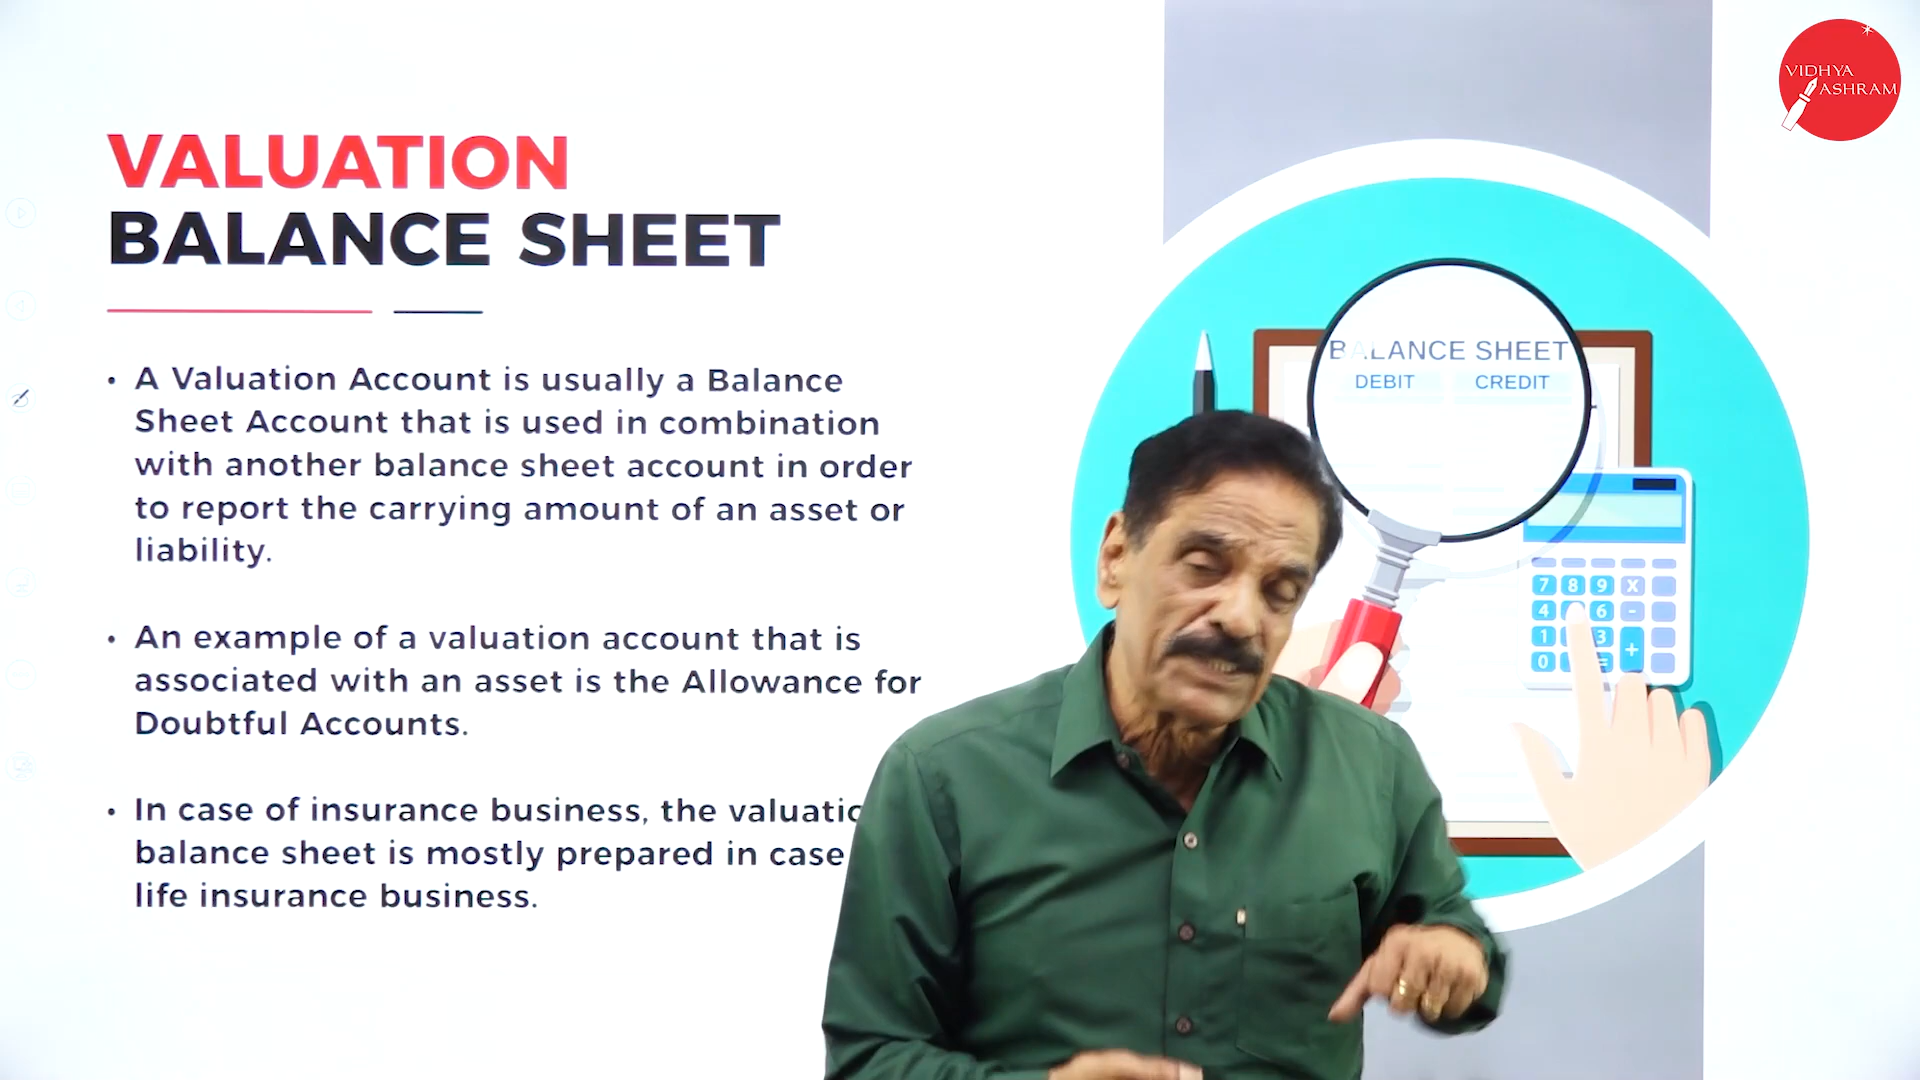 VIDHYA
ASHRAM
VALUATION
BALANCE SHEET
• A Valuation Account is usually a Balance
Sheet Account that is used in combination
with another balance sheet account in order
to report the carrying amount of an asset or
liability.
• An example of a valuation account that is
associated with an asset is the Allowance for
Doubtful Accounts.
• In case of insurance business, the
balance sheet is mostly prepared in case
life insurance business.
BALANCE SHEET
DEBIT CREDIT
7 8 9 X
4 6 -
1 3 +
0 =